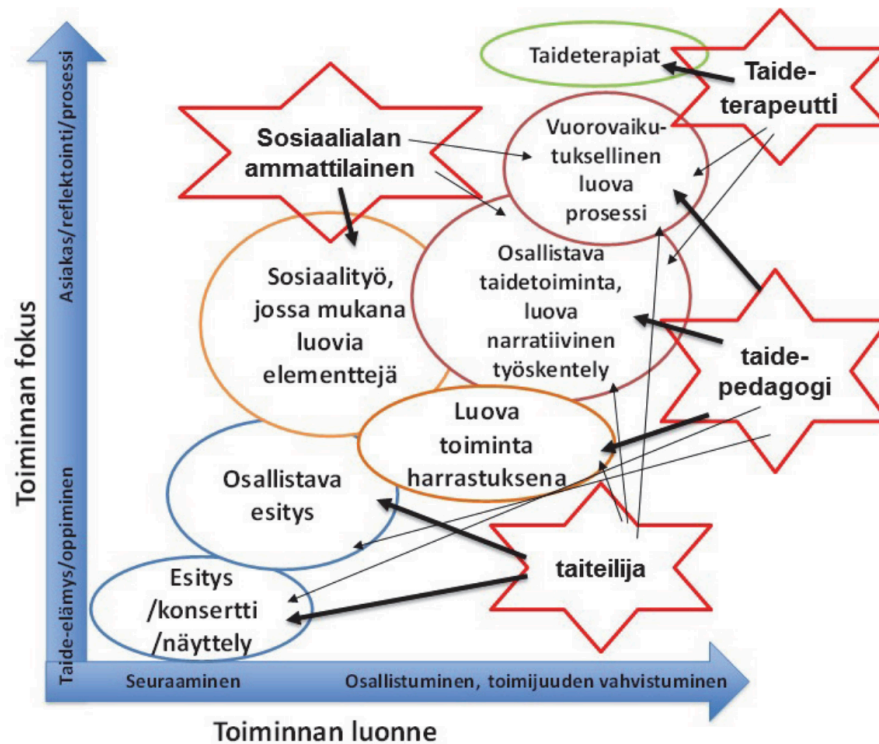 Taideterapiat
Taide-
terapeutti
Sosiaalialan
ammattilainen
Vuorovaiku-
tuksellinen
luova
prosessi
Sosiaalityö,
jossa mukana
luovia
elementtejä
Osallistava
taidetoiminta,
luova
narratiivinen
työskentely
taide-
pedagogi
Luova
toiminta
harrastuksena
Osallistava
esitys
taiteilija
Esitys
/konsertti
/näyttely
Toiminnan fokus
Asiakas/reflektointi/prosessi
Taide-elämys/oppiminen
Seuraaminen
Osallistuminen, toimijuuden vahvistuminen
Toiminnan luonne